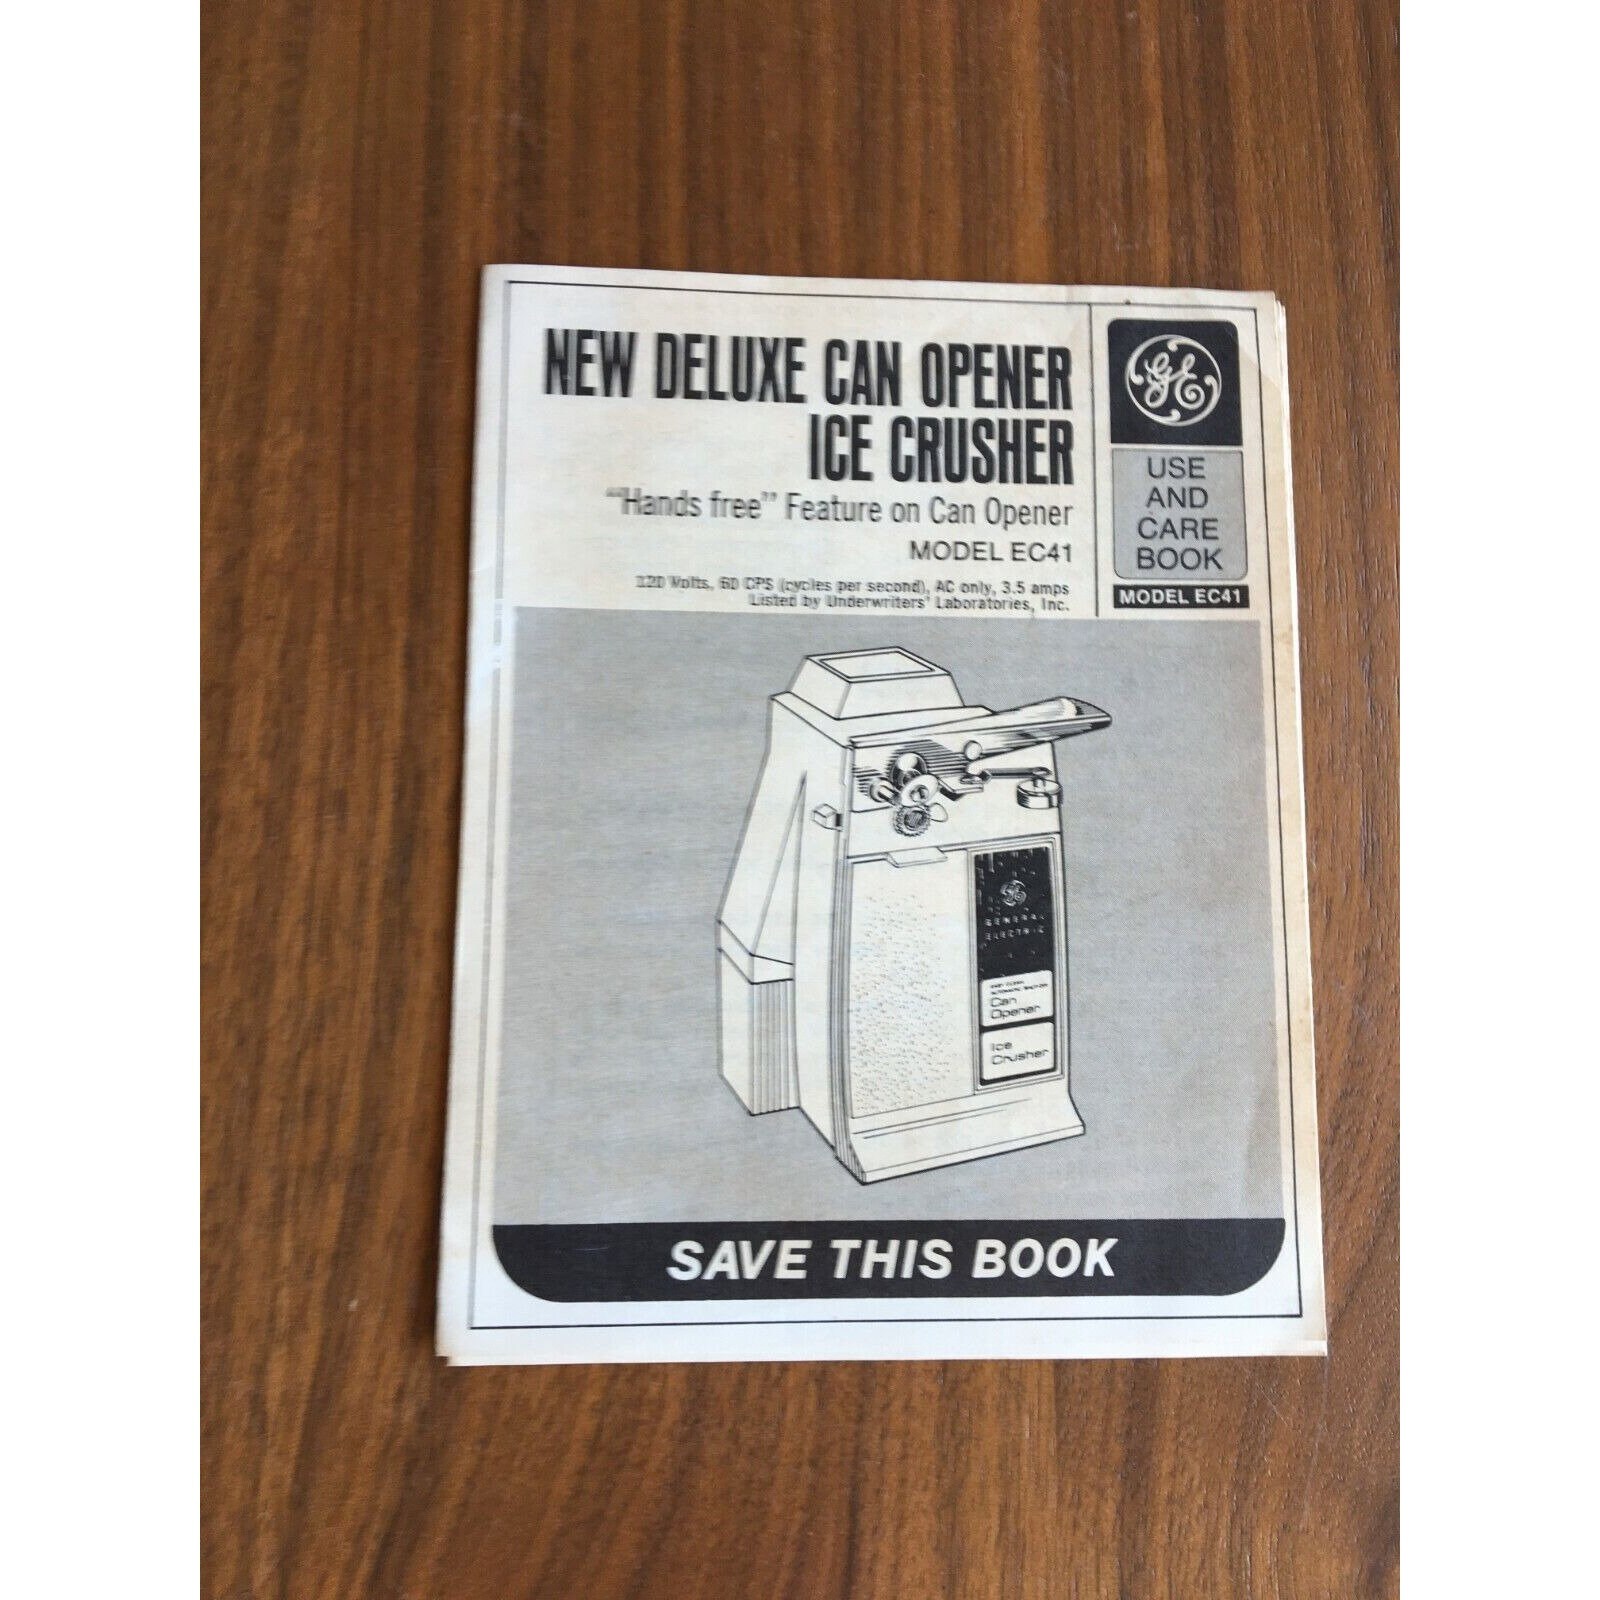 NEW DELUXE CAN OPENER
ICE CRUSHER
“Hands free” Feature on Can Opener
MODEL EC41
120 Volts, 60 CPS (cycles per second), AC only, 3.5 amps
Listed by Underwriters' Laboratories, Inc.
GE
USE
AND
CARE
BOOK
MODEL EC41
GE
GENERAL
ELECTRIC
Can
Opener
Ice
Crusher
SAVE THIS BOOK